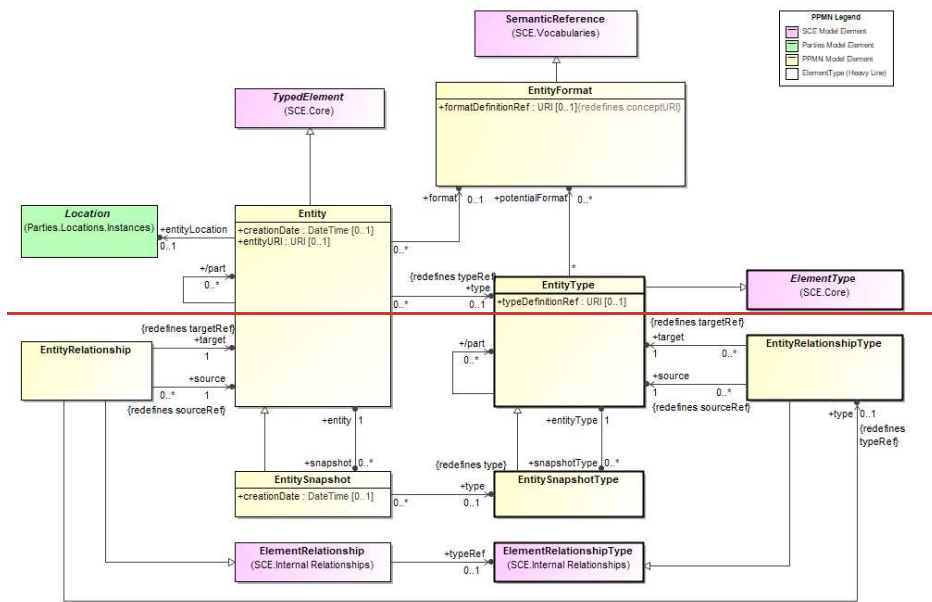 SemanticReference
(SCE.Vocabularies)
PPMN Legend
SCE Model Element
Parties Model Element
PPMN Model Element
ElementType (Heavy Line)
TypedElement
(SCE.Core)
EntityFormat
+formatDefinitionRef : URI [0..1]{redefines conceptURI}
+format
0..1
+potentialFormat
0..*
Location
(Parties.Locations.Instances)
+entityLocation
0..1
Entity
+creationDate : DateTime [0..1]
+entityURI : URI [0..1]
0..*
+/part
0..*
{redefines typeRef}
+type
0..*
0..1
*
EntityType
+typeDefinitionRef : URI [0..1]
ElementType
(SCE.Core)
{redefines targetRef}
+target
1
EntityRelationship
+source
0..*
1
{redefines sourceRef}
+/part
0..*
{redefines targetRef}
+target
1
0..*
+source
1
0..*
{redefines sourceRef}
EntityRelationshipType
+type
0..1
{redefines
typeRef}
+entity
1
+snapshot
0..*
+entityType
1
+snapshotType
0..*
{redefines type}
+type
0..*
0..1
EntitySnapshot
+creationDate : DateTime [0..1]
EntitySnapshotType
ElementRelationship
(SCE.Internal Relationships)
+typeRef
0..1
ElementRelationshipType
(SCE.Internal Relationships)